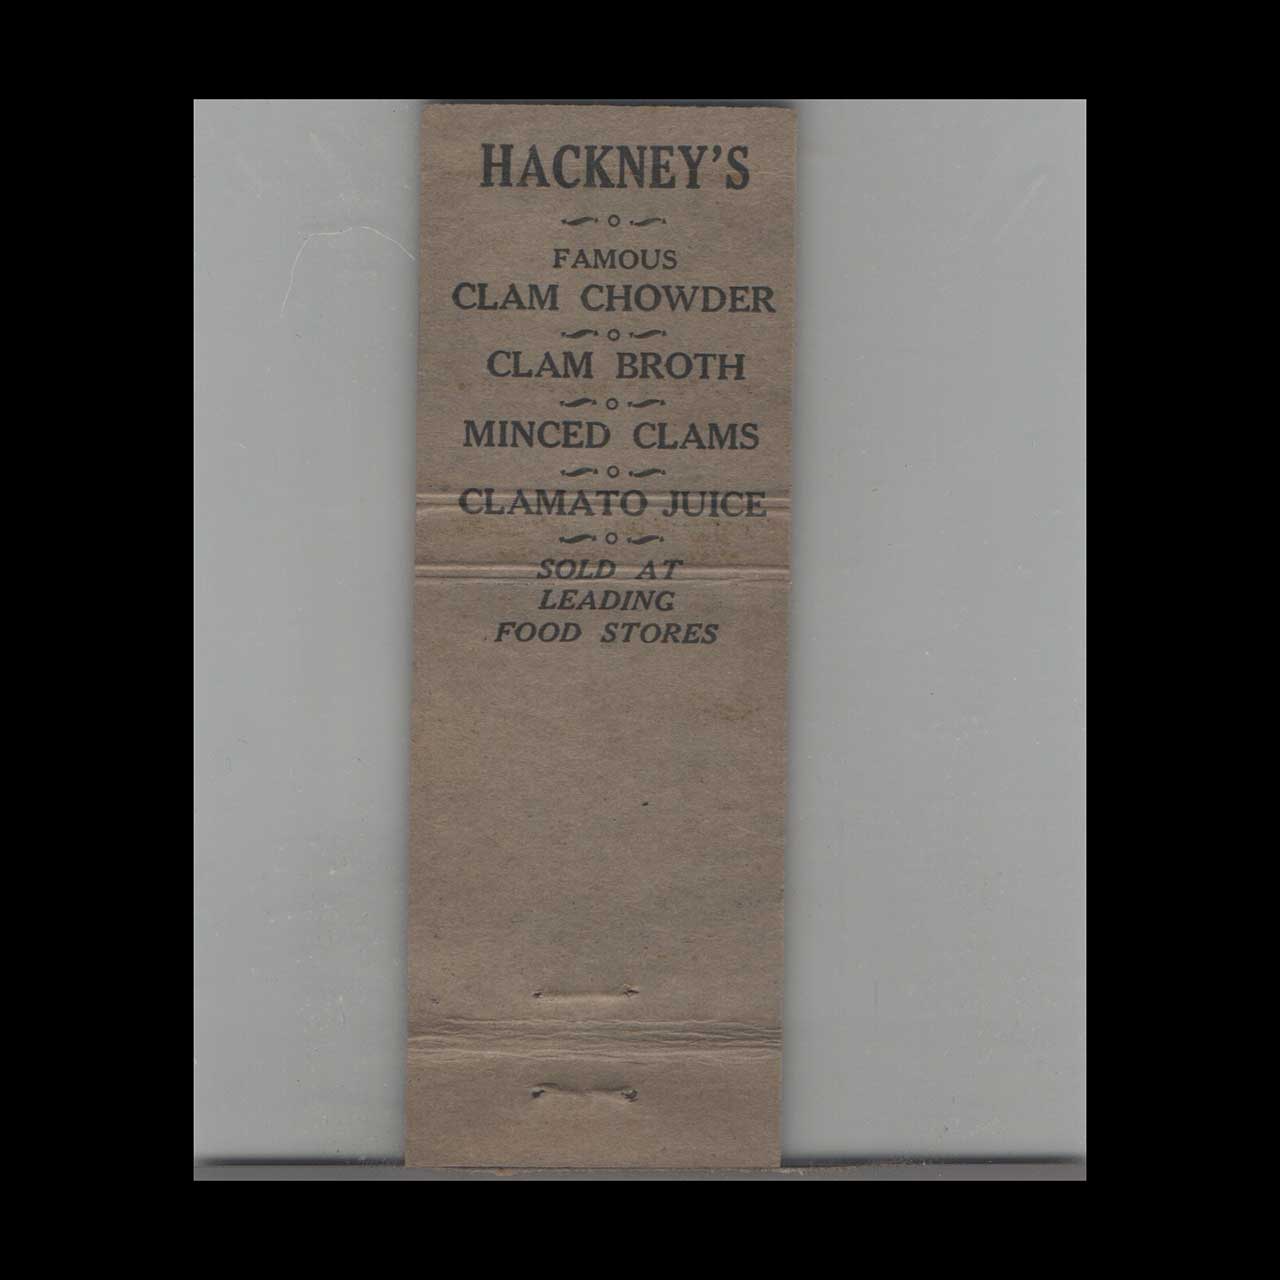 HACKNEY'S
FAMOUS
CLAM CHOWDER
CLAM BROTH
MINCED CLAMS
CLAMATO JUICE
SOLD AT
LEADING
FOOD STORES